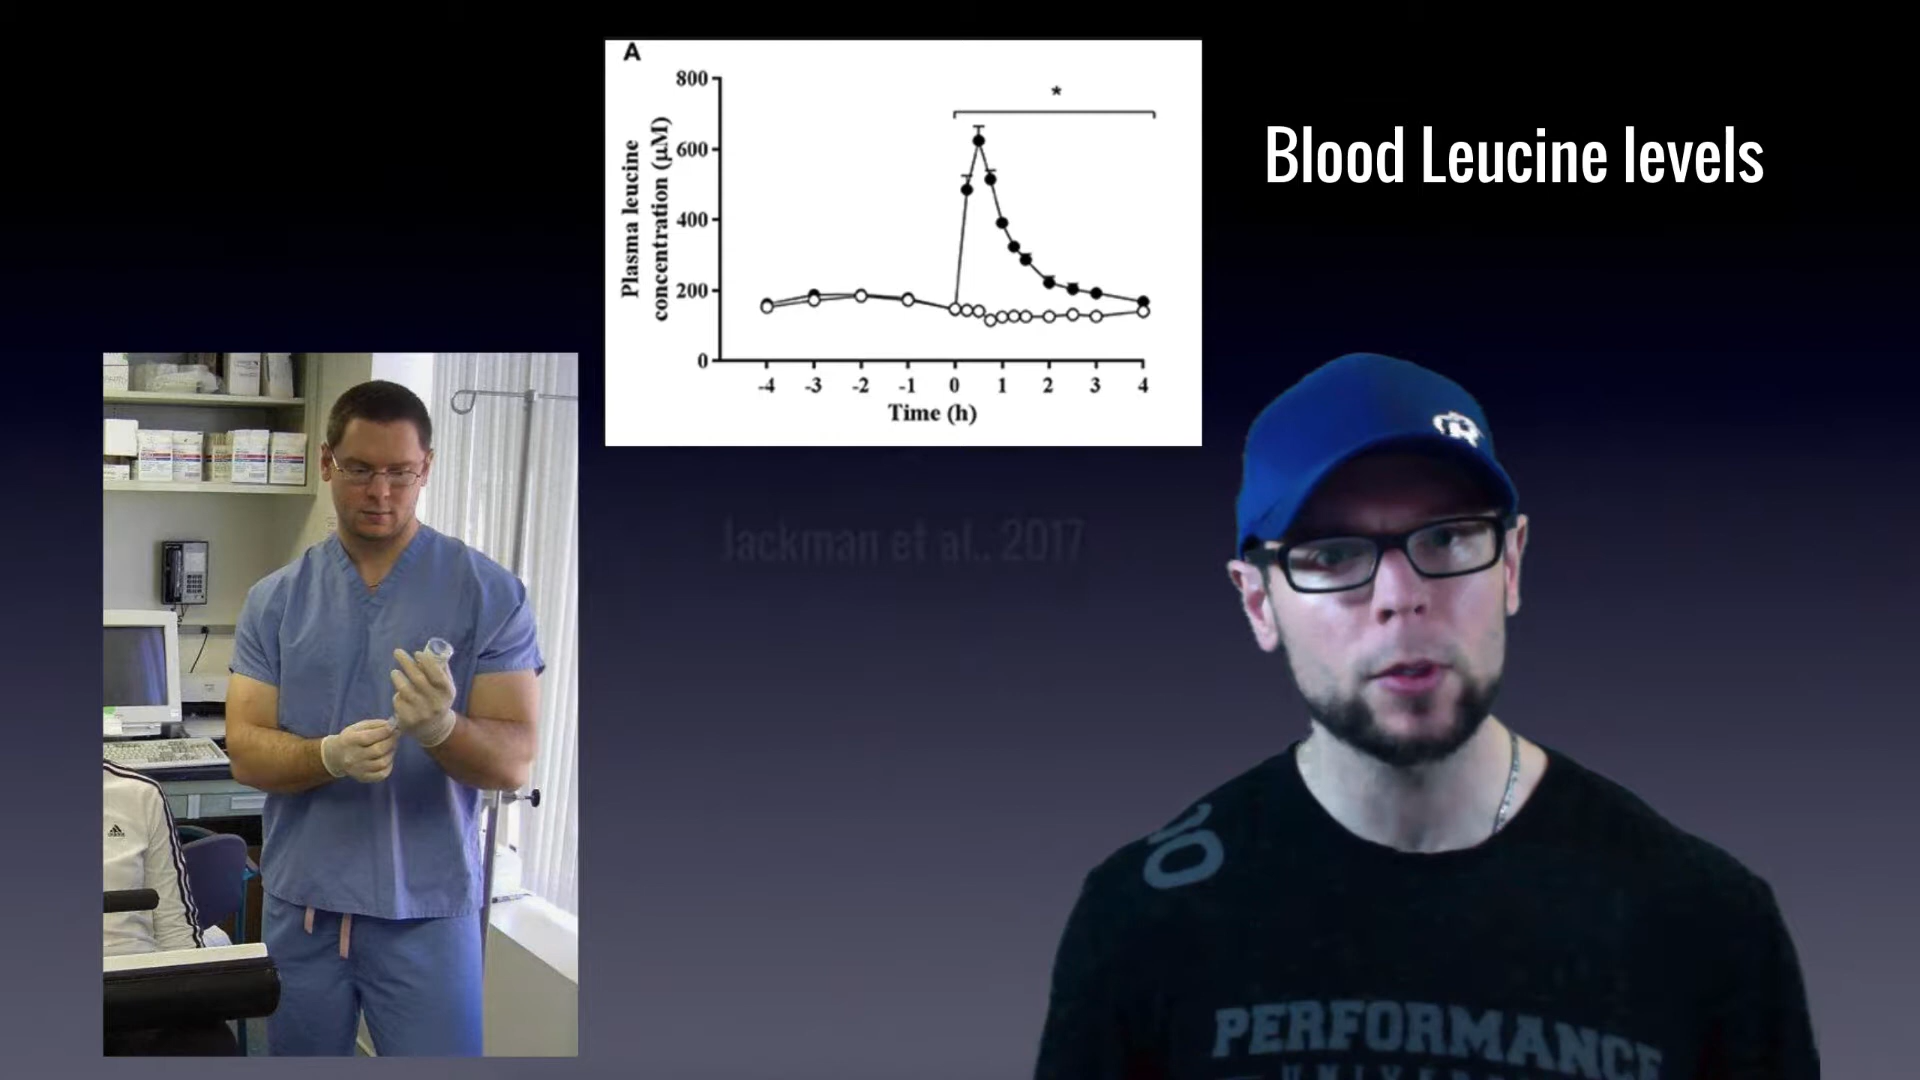 A
800
600
400
200
0
Plasma leucine
concentration (µM)
*
-4 -3 -2 -1 0 1 2 3 4
Time (h)
Blood Leucine levels
Jackman et al., 2017
PERFORMANCE